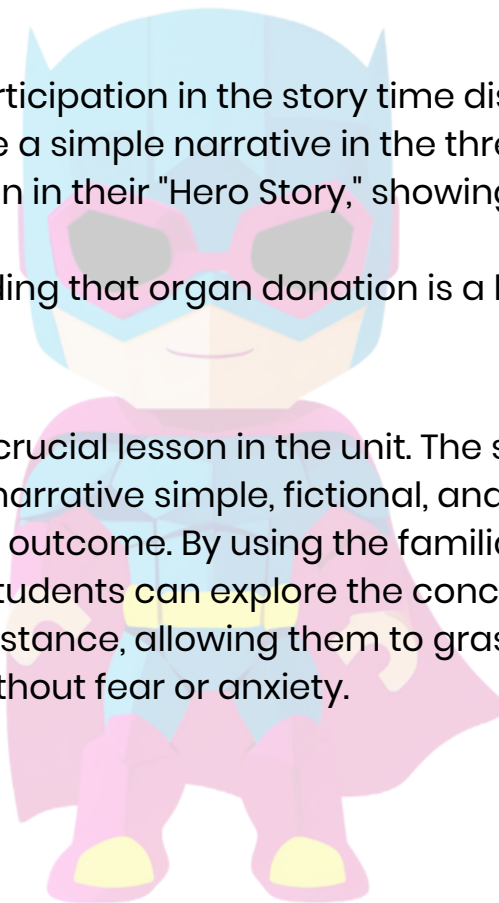 rticipation in the story time dis
e a simple narrative in the thre
n in their "Hero Story," showing
ding that organ donation is a
crucial lesson in the unit. The s
narrative simple, fictional, and
outcome. By using the familia
tudents can explore the conc
stance, allowing them to gras
thout fear or anxiety.